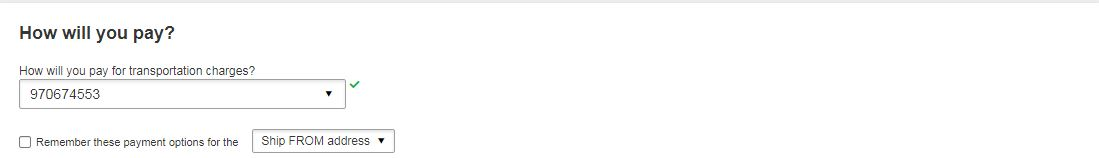 How will you pay?
How will you pay for transportation charges?
970674553
Remember these payment options for the Ship FROM address